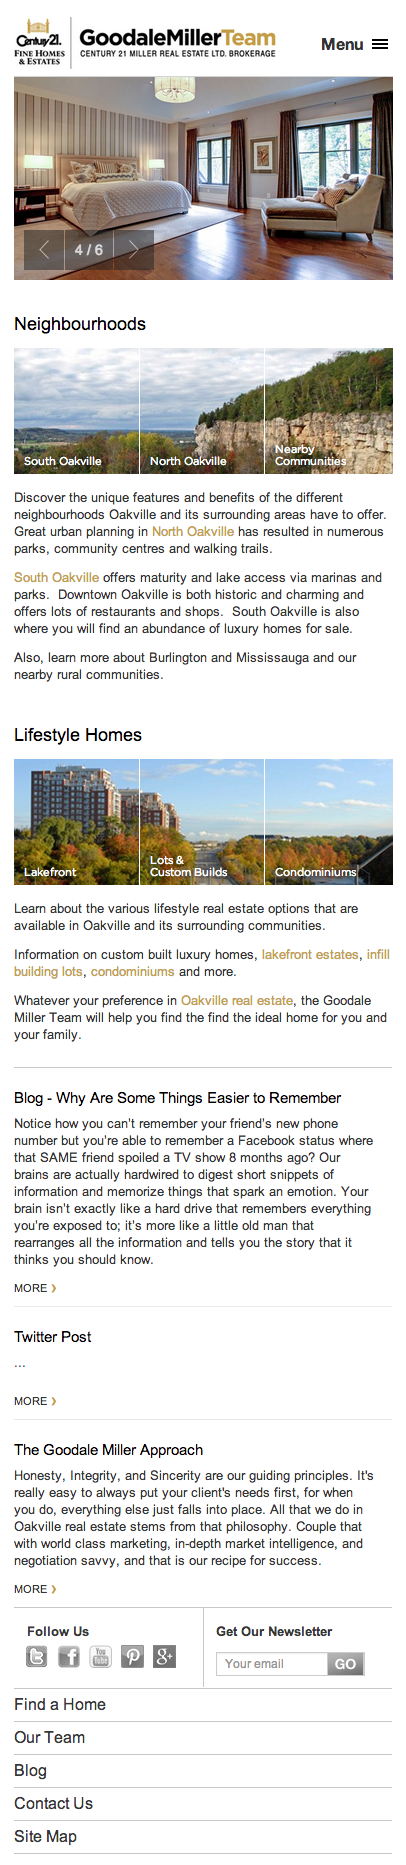 Century 21.
FINE HOMES
& ESTATES
GoodaleMillerTeam
CENTURY 21 MILLER REAL ESTATE LTD. BROKERAGE
Menu
4 / 6
Neighbourhoods
South Oakville
North Oakville
Nearby
Communities
Discover the unique features and benefits of the different
neighbourhoods Oakville and its surrounding areas have to offer.
Great urban planning in North Oakville has resulted in numerous
parks, community centres and walking trails.
South Oakville offers maturity and lake access via marinas and
parks.  Downtown Oakville is both historic and charming and
offers lots of restaurants and shops.  South Oakville is also
where you will find an abundance of luxury homes for sale.
Also, learn more about Burlington and Mississauga and our
nearby rural communities.
Lifestyle Homes
Lakefront
Lots &
Custom Builds
Condominiums
Learn about the various lifestyle real estate options that are
available in Oakville and its surrounding communities.
Information on custom built luxury homes, lakefront estates, infill
building lots, condominiums and more.
Whatever your preference in Oakville real estate, the Goodale
Miller Team will help you find the find the ideal home for you and
your family.
Blog - Why Are Some Things Easier to Remember
Notice how you can’t remember your friend’s new phone
number but you’re able to remember a Facebook status where
that SAME friend spoiled a TV show 8 months ago? Our
brains are actually hardwired to digest short snippets of
information and memorize things that spark an emotion. Your
brain isn’t exactly like a hard drive that remembers everything
you’re exposed to; it’s more like a little old man that
rearranges all the information and tells you the story that it
thinks you should know.
MORE ›
Twitter Post
...
MORE ›
The Goodale Miller Approach
Honesty, Integrity, and Sincerity are our guiding principles. It's
really easy to always put your client's needs first, for when
you do, everything else just falls into place. All that we do in
Oakville real estate stems from that philosophy. Couple that
with world class marketing, in-depth market intelligence, and
negotiation savvy, and that is our recipe for success.
MORE ›
Follow Us
t f You Tube P g+
Get Our Newsletter
Your email GO
Find a Home
Our Team
Blog
Contact Us
Site Map